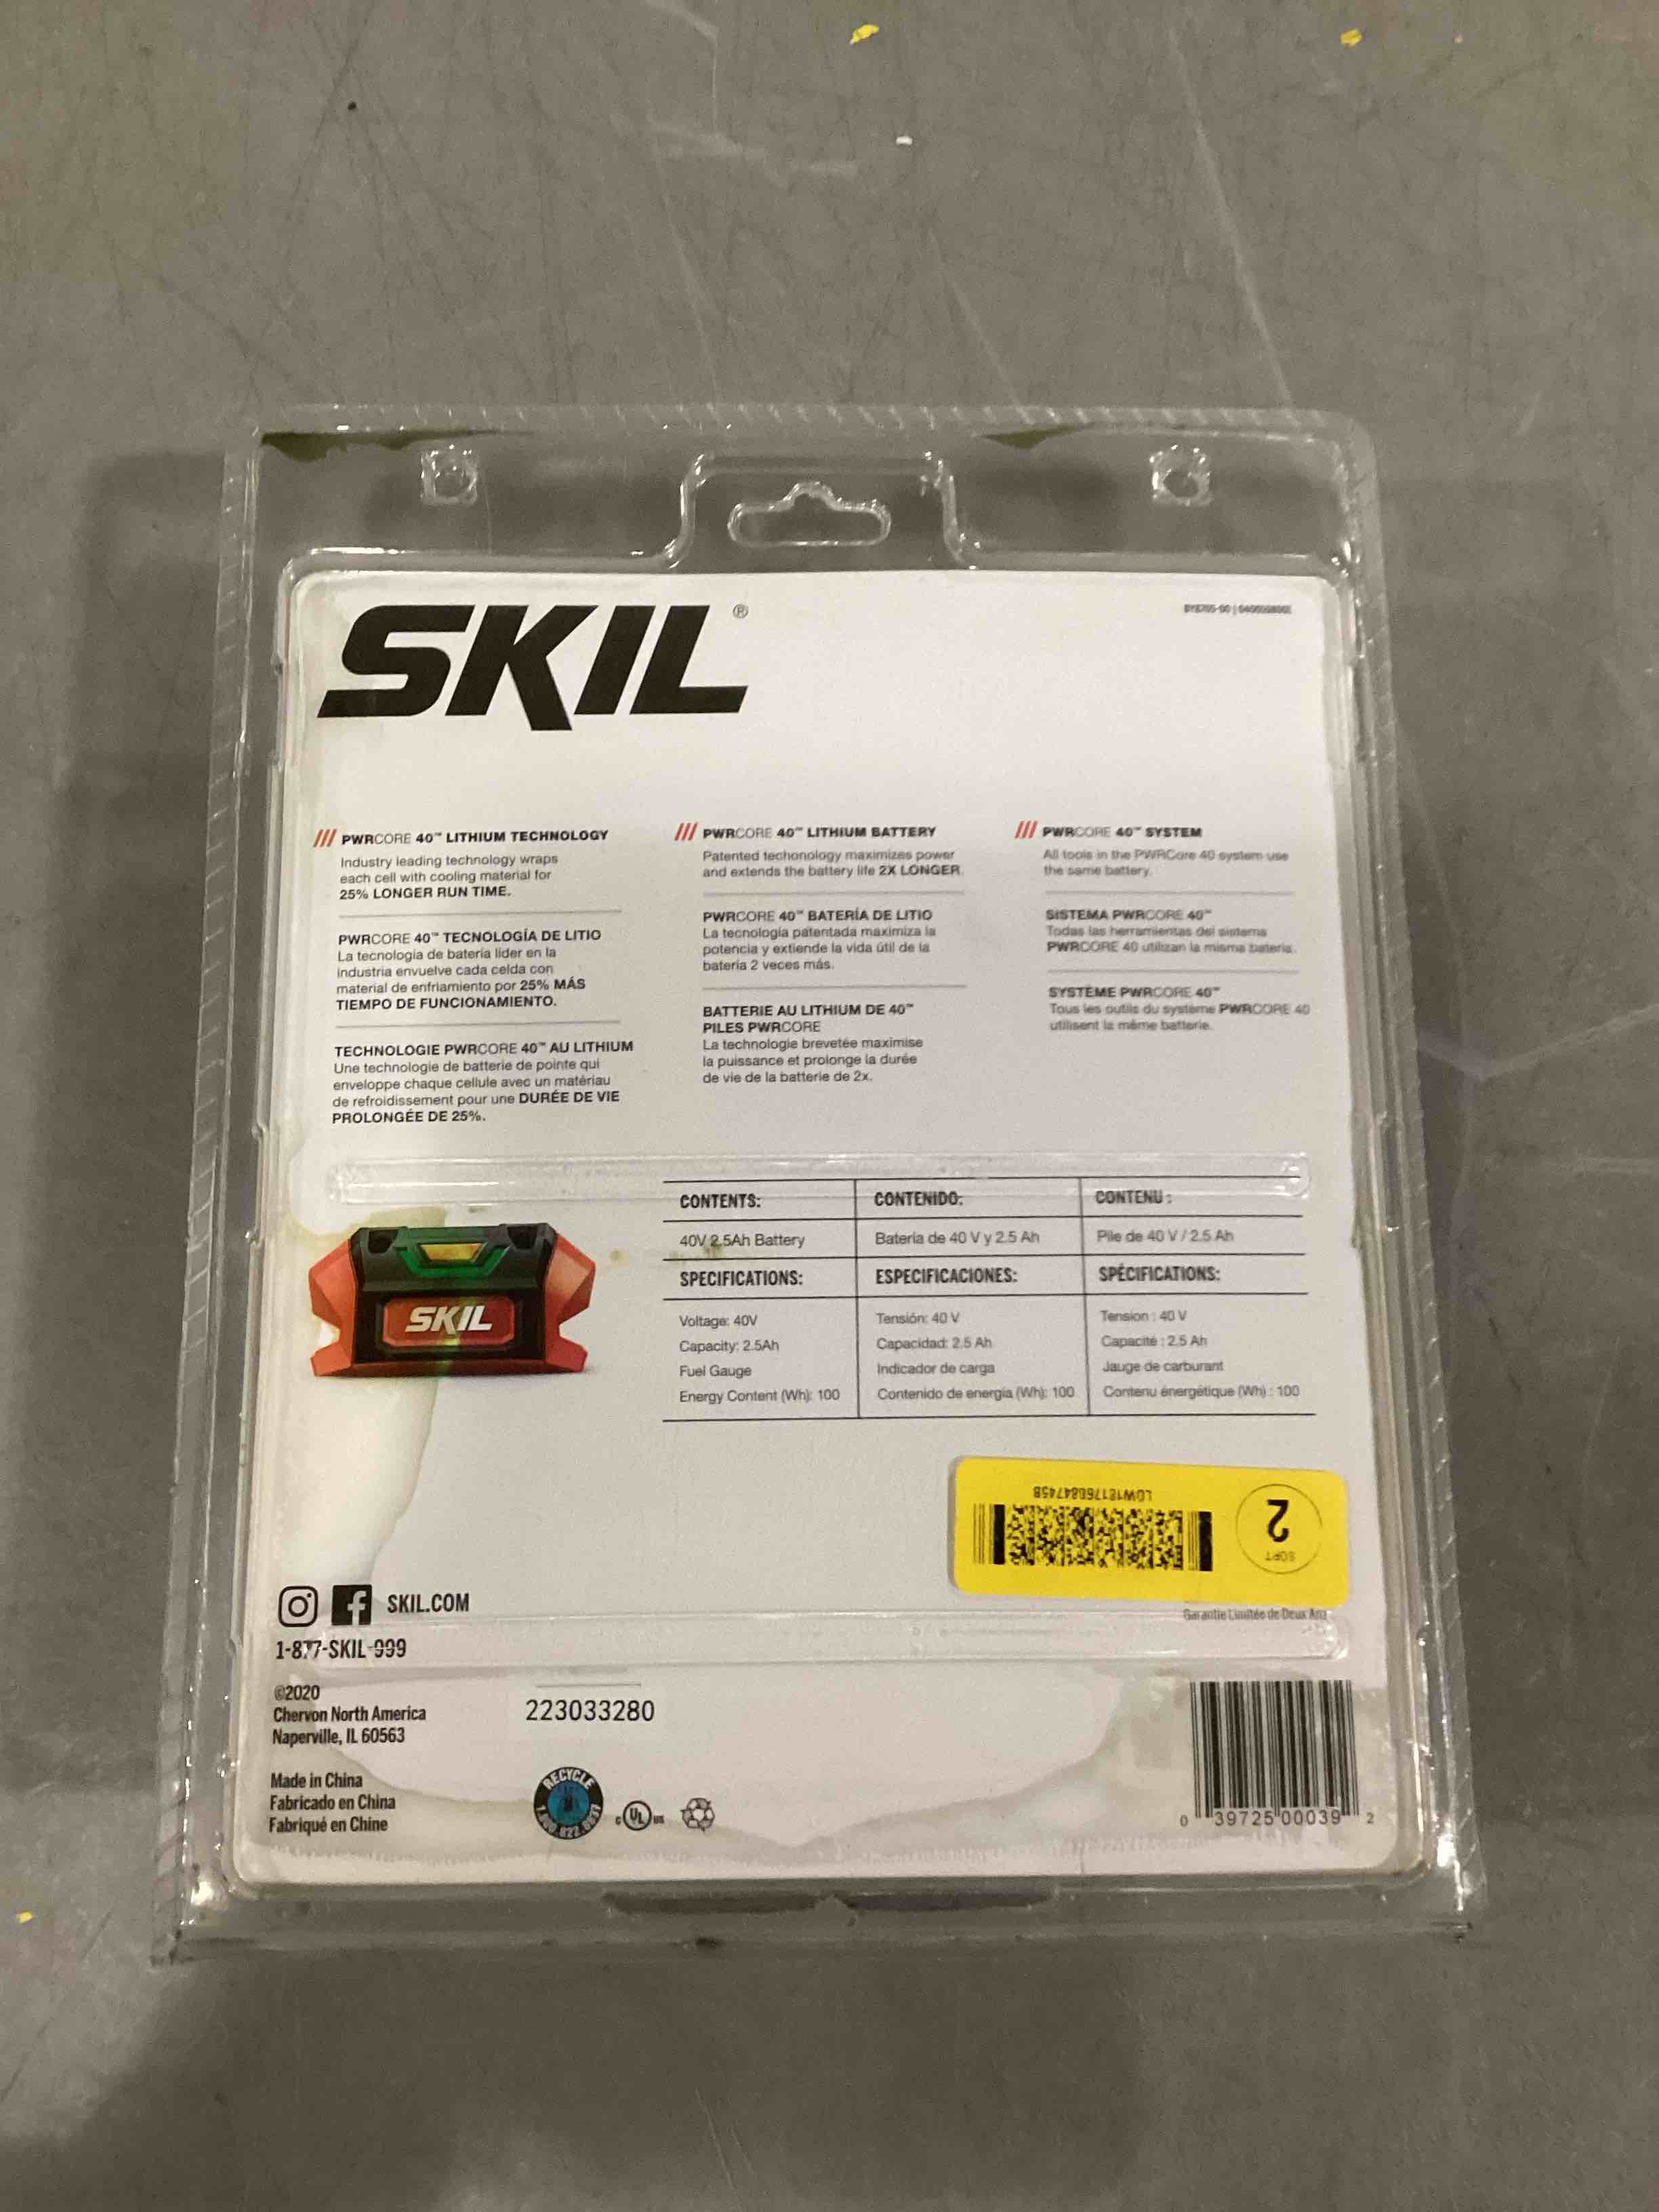 SKIL®
BY8705-00 |
/// PWRCORE 40™ LITHIUM TECHNOLOGY
Industry leading technology wraps
each cell with cooling material for
25% LONGER RUN TIME.
PWRCORE 40™ TECNOLOGÍA DE LITIO
La tecnología de batería líder en la
industria envuelve cada celda con
material de enfriamiento por 25% MÁS
TIEMPO DE FUNCIONAMIENTO.
TECHNOLOGIE PWRCORE 40™ AU LITHIUM
Une technologie de batterie de pointe qui
enveloppe chaque cellule avec un matériau
de refroidissement pour une DURÉE DE VIE
PROLONGÉE DE 25%.
/// PWRCORE 40™ LITHIUM BATTERY
Patented techonology maximizes power
and extends the battery life 2X LONGER.
PWRCORE 40™ BATERÍA DE LITIO
La tecnología patentada maximiza la
potencia y extiende la vida útil de la
batería 2 veces más.
BATTERIE AU LITHIUM DE 40™
PILES PWRCORE
La technologie brevetée maximise
la puissance et prolonge la durée
de vie de la batterie de 2x.
/// PWRCORE 40™ SYSTEM
All tools in the PWRCore 40 system use
the same battery.
SISTEMA PWRCORE 40™
Todas las herramientas del sistema
PWRCORE 40 utilizan la misma batería.
SYSTÈME PWRCORE 40™
Tous les outils du système PWRCORE 40
utilisent la même batterie.
SKIL
CONTENTS: CONTENIDO: CONTENU :
40V 2.5Ah Battery Batería de 40 V y 2.5 Ah Pile de 40 V / 2.5 Ah
SPECIFICATIONS: ESPECIFICACIONES: SPÉCIFICATIONS:
Voltage: 40V Tensión: 40 V Tension : 40 V
Capacity: 2.5Ah Capacidad: 2.5 Ah Capacité : 2.5 Ah
Fuel Gauge Indicador de carga Jauge de carburant
Energy Content (Wh): 100 Contenido de energía (Wh): 100 Contenu énergétique (Wh) : 100
SOPT
2
Garantie Limitée de Deux Ans
SKIL.COM
1-877-SKIL-999
©2020
Chervon North America
Naperville, IL 60563
223033280
Made in China
Fabricado en China
Fabriqué en Chine
RECYCLE
1.800.822.8837
C UL US
0 39725 00039 2